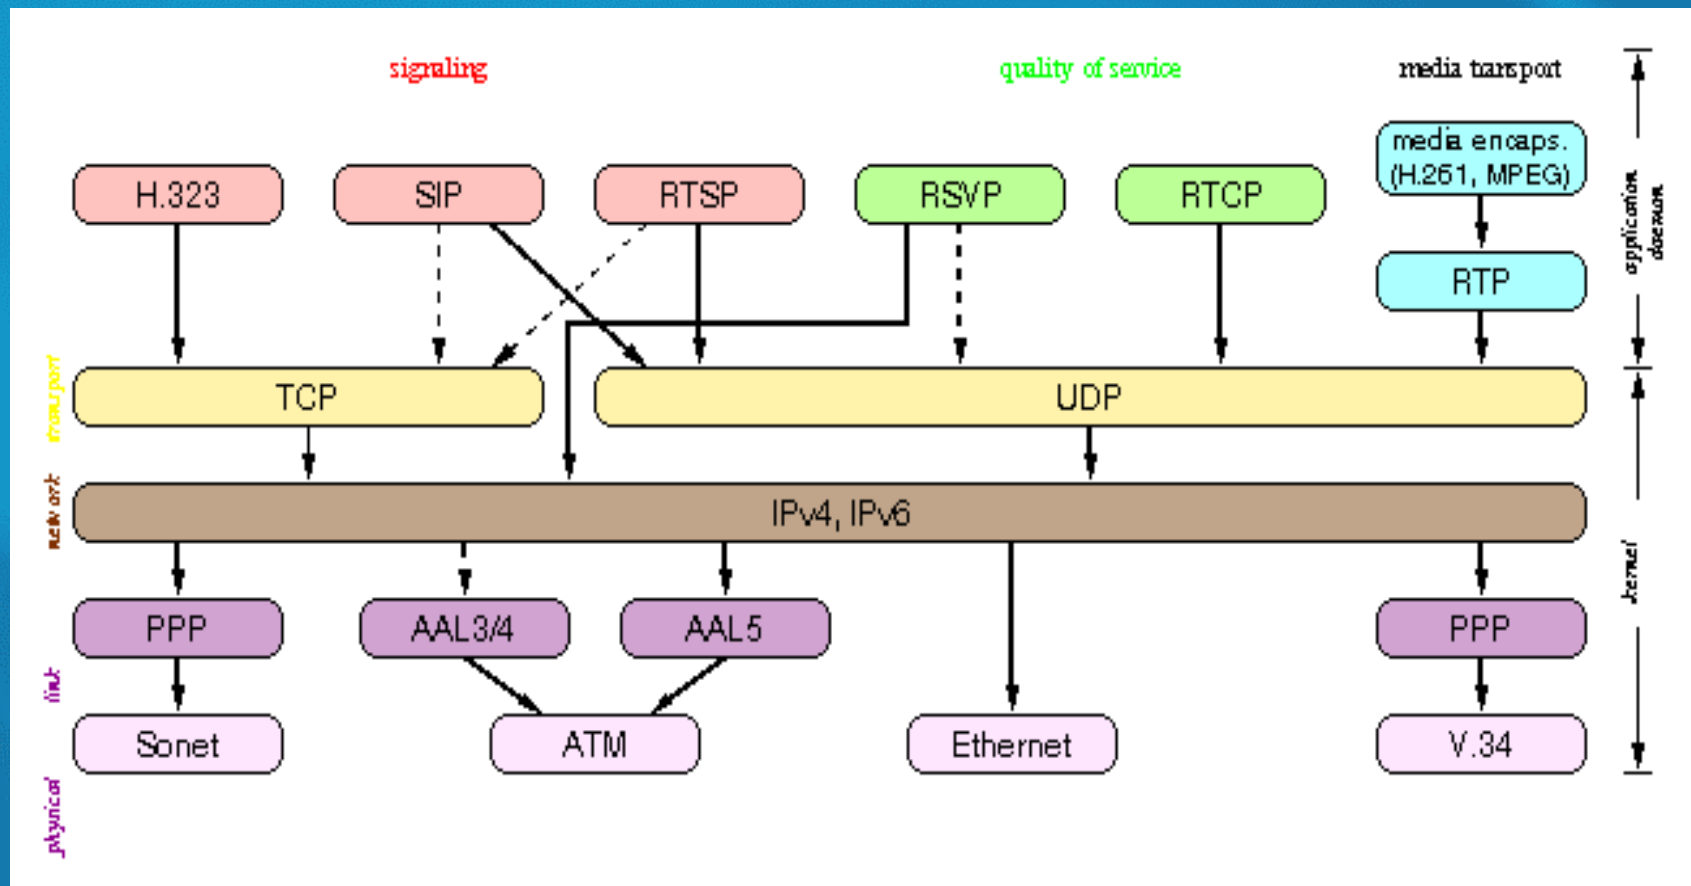 signaling
quality of service
media transport
media encaps.
(H.261, MPEG)
H.323
SIP
RTSP
RSVP
RTCP
RTP
application
daemon
transport
TCP
UDP
network
IPv4, IPv6
kernel
PPP
AAL3/4
AAL5
PPP
link
Sonet
ATM
Ethernet
V.34
physical